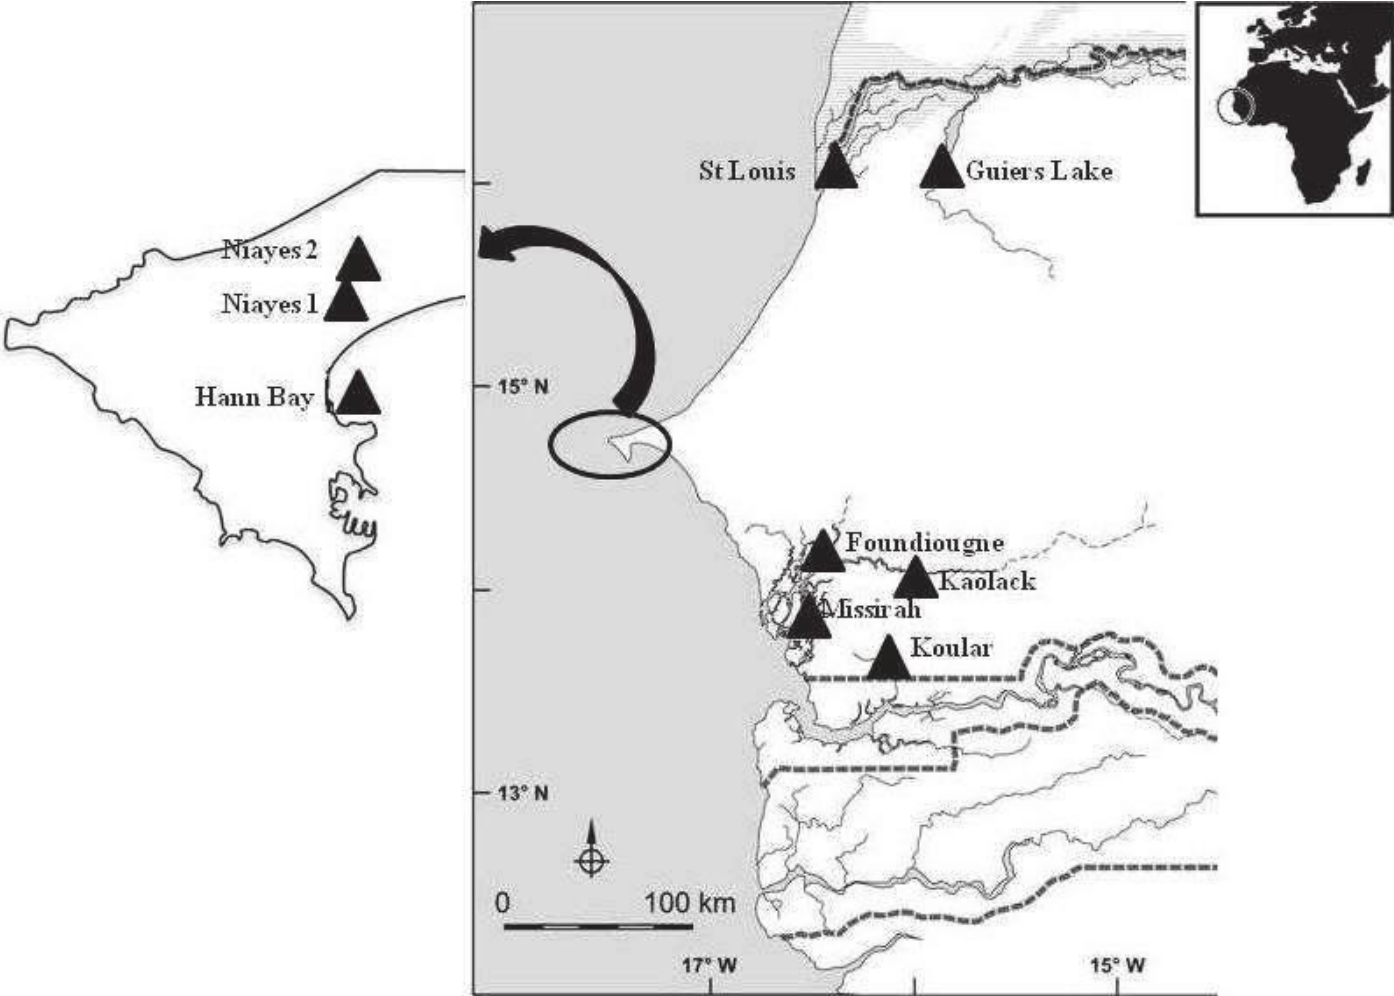 St Louis
Guiers Lake
Niayes 2
Niayes 1
Hann Bay
15° N
Foundiougne
Kaolack
Missirah
Koular
13° N
0 100 km
17° W
15° W